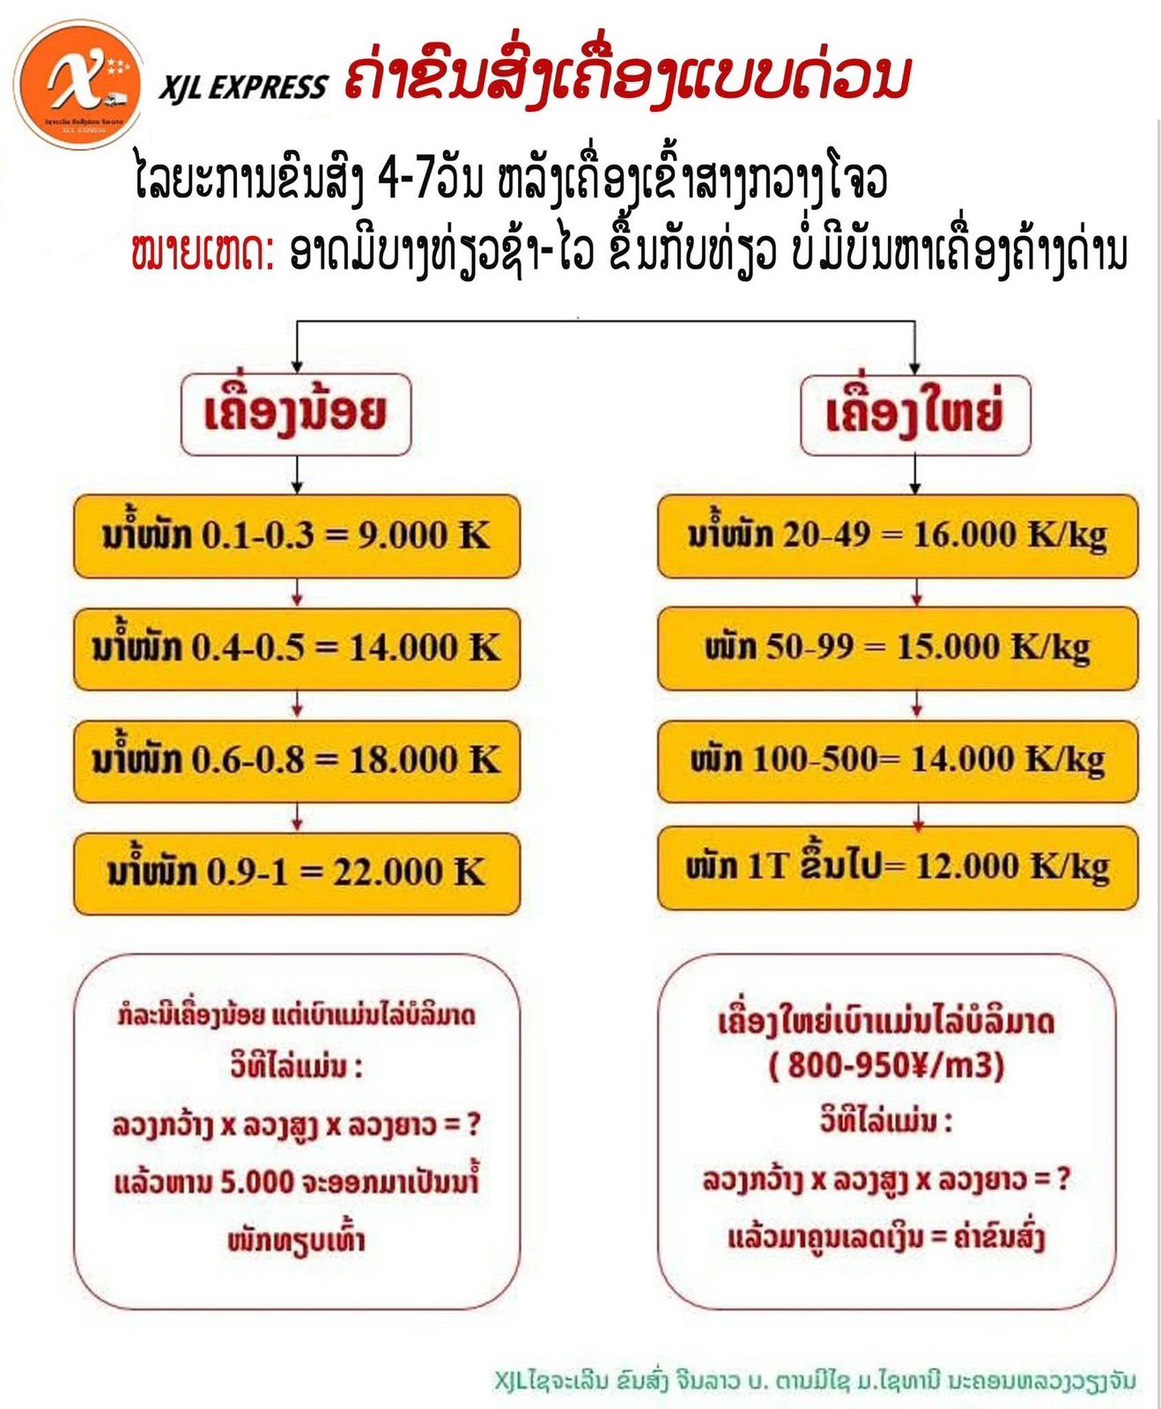 XJL EXPRESS ຄ່າຂົນສົ່ງເຄື່ອງແບບດ່ວນ
ໄລຍະການຂົນສົ່ງ 4-7ວັນ ຫລັງເຄື່ອງເຂົ້າສາງກວາງໂຈວ
ໝາຍເຫດ: ອາດມີບາງທ່ຽວຊ້າ-ໄວ ຂື້ນກັບທ່ຽວ ບໍ່ມີບັນຫາເຄື່ອງຄ້າງດ່ານ
ເຄື່ອງນ້ອຍ
ນ້ຳໜັກ 0.1-0.3 = 9.000 ₭
ນ້ຳໜັກ 0.4-0.5 = 14.000 ₭
ນ້ຳໜັກ 0.6-0.8 = 18.000 ₭
ນ້ຳໜັກ 0.9-1 = 22.000 ₭
ກໍລະນີເຄື່ອງນ້ອຍ ແຕ່ເບົາແມ່ນໄລ່ບໍລິມາດ
ວິທີໄລ່ແມ່ນ :
ລວງກວ້າງ x ລວງສູງ x ລວງຍາວ = ?
ແລ້ວຫານ 5.000 ຈະອອກມາເປັນນ້ຳ
ໜັກທຽບເທົ້າ
ເຄື່ອງໃຫຍ່
ນ້ຳໜັກ 20-49 = 16.000 ₭/kg
ໜັກ 50-99 = 15.000 ₭/kg
ໜັກ 100-500= 14.000 ₭/kg
ໜັກ 1T ຂຶ້ນໄປ= 12.000 ₭/kg
ເຄື່ອງໃຫຍ່ເບົາແມ່ນໄລ່ບໍລິມາດ
( 800-950¥/m3)
ວິທີໄລ່ແມ່ນ :
ລວງກວ້າງ x ລວງສູງ x ລວງຍາວ = ?
ແລ້ວມາຄູນເລດເງິນ = ຄ່າຂົນສົ່ງ
XJLໄຊຈະເລີນ ຂົນສົ່ງ ຈີນລາວ ບ. ຕານມີໄຊ ມ.ໄຊທານີ ນະຄອນຫລວງວຽງຈັນ